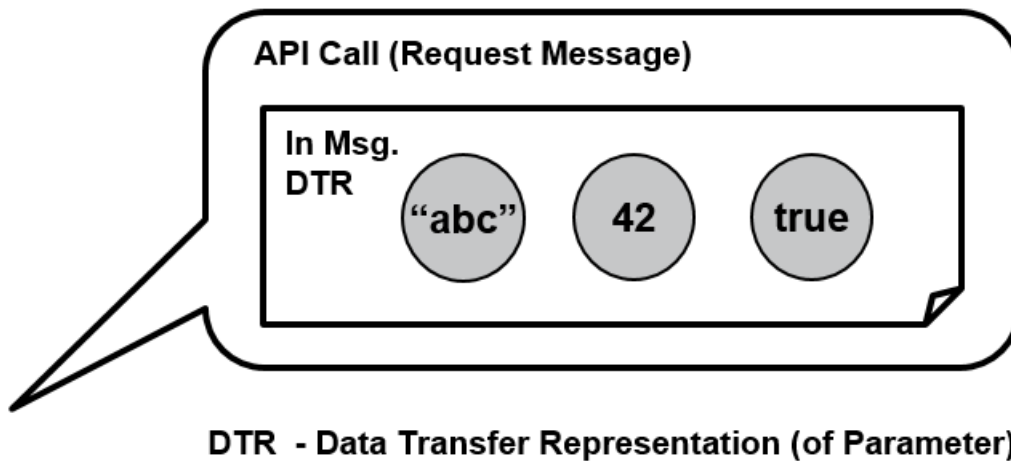 API Call (Request Message)
In Msg.
DTR
“abc” 42 true
DTR - Data Transfer Representation (of Parameter)